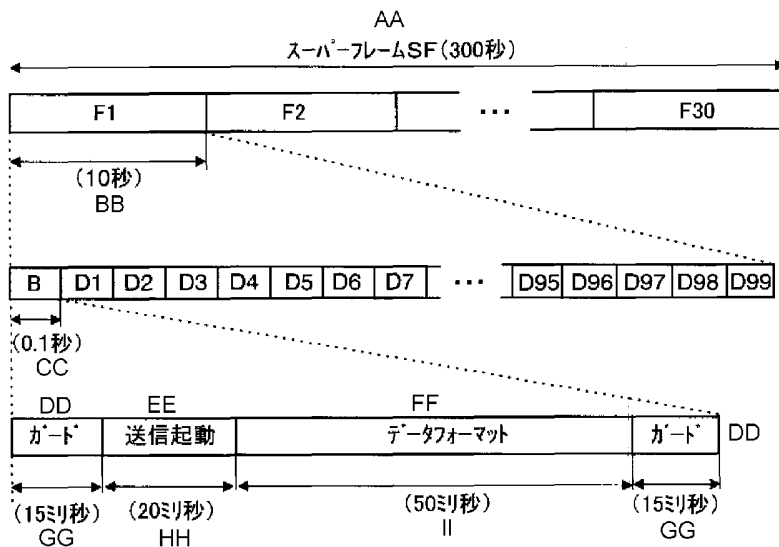 AA
スーパーフレームSF(300秒)
F1 F2 ··· F30
(10秒)
BB
B D1 D2 D3 D4 D5 D6 D7 ··· D95 D96 D97 D98 D99
(0.1秒)
CC
DD EE FF
ガード 送信起動 データフォーマット ガード DD
(15ミリ秒) (20ミリ秒) (50ミリ秒) (15ミリ秒)
GG HH II GG